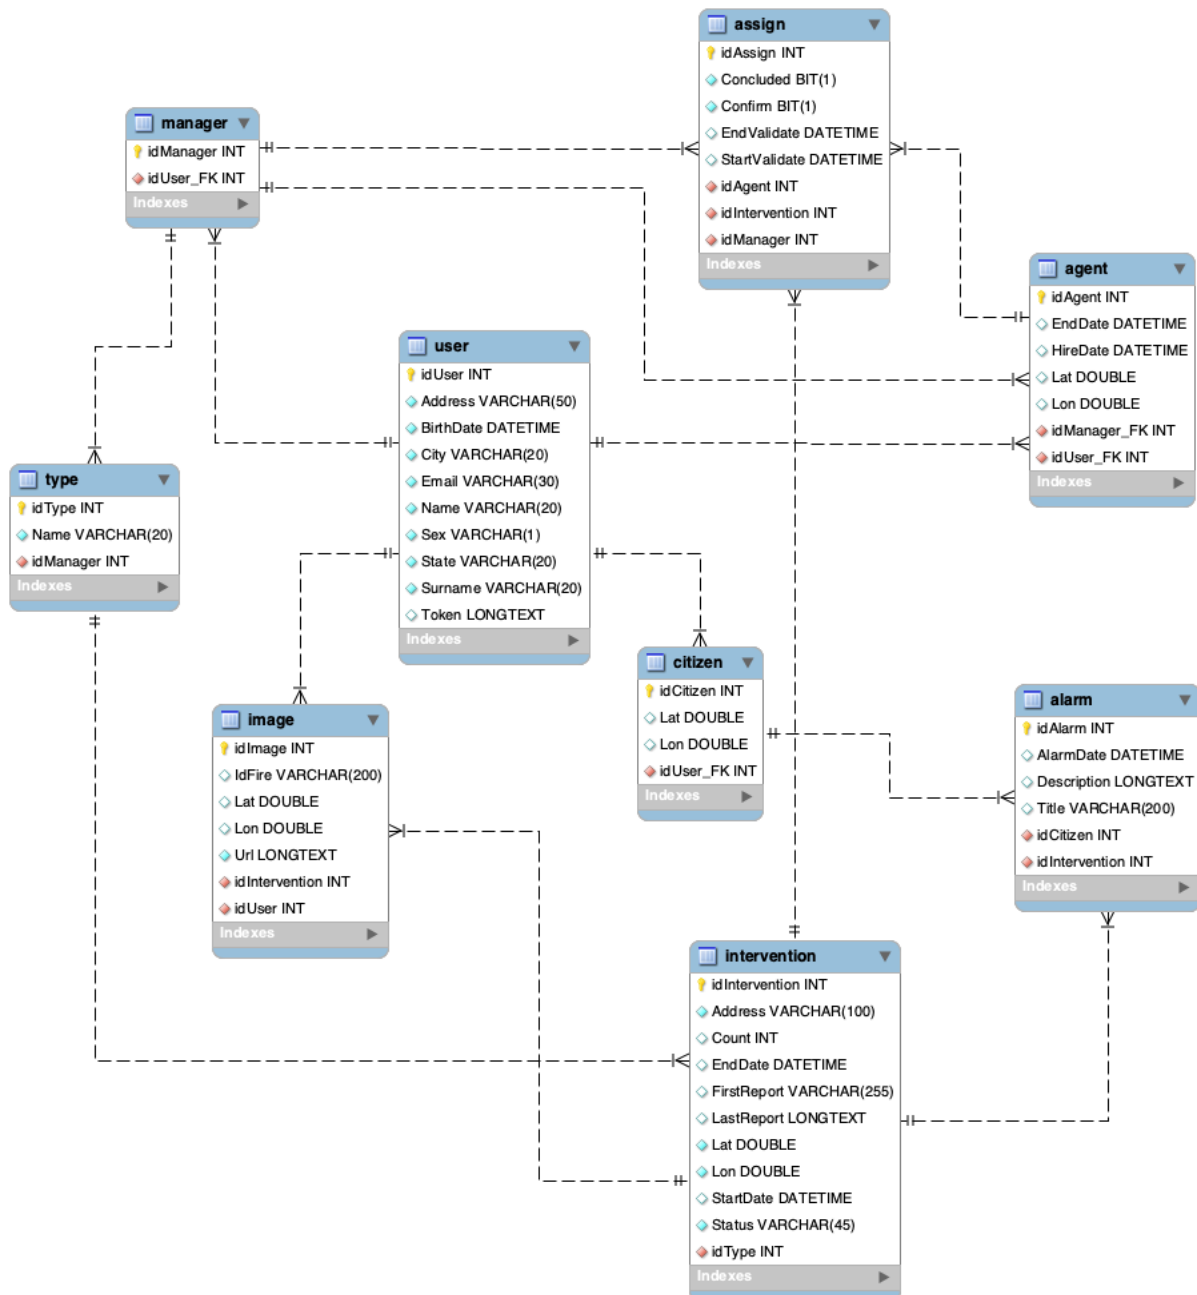 assign
idAssign INT
Concluded BIT(1)
Confirm BIT(1)
EndValidate DATETIME
StartValidate DATETIME
idAgent INT
idIntervention INT
idManager INT
Indexes
manager
idManager INT
idUser_FK INT
Indexes
agent
idAgent INT
EndDate DATETIME
HireDate DATETIME
Lat DOUBLE
Lon DOUBLE
idManager_FK INT
idUser_FK INT
Indexes
user
idUser INT
Address VARCHAR(50)
BirthDate DATETIME
City VARCHAR(20)
Email VARCHAR(30)
Name VARCHAR(20)
Sex VARCHAR(1)
State VARCHAR(20)
Surname VARCHAR(20)
Token LONGTEXT
Indexes
type
idType INT
Name VARCHAR(20)
idManager INT
Indexes
citizen
idCitizen INT
Lat DOUBLE
Lon DOUBLE
idUser_FK INT
Indexes
alarm
idAlarm INT
AlarmDate DATETIME
Description LONGTEXT
Title VARCHAR(200)
idCitizen INT
idIntervention INT
Indexes
image
idImage INT
IdFire VARCHAR(200)
Lat DOUBLE
Lon DOUBLE
Url LONGTEXT
idIntervention INT
idUser INT
Indexes
intervention
idIntervention INT
Address VARCHAR(100)
Count INT
EndDate DATETIME
FirstReport VARCHAR(255)
LastReport LONGTEXT
Lat DOUBLE
Lon DOUBLE
StartDate DATETIME
Status VARCHAR(45)
idType INT
Indexes